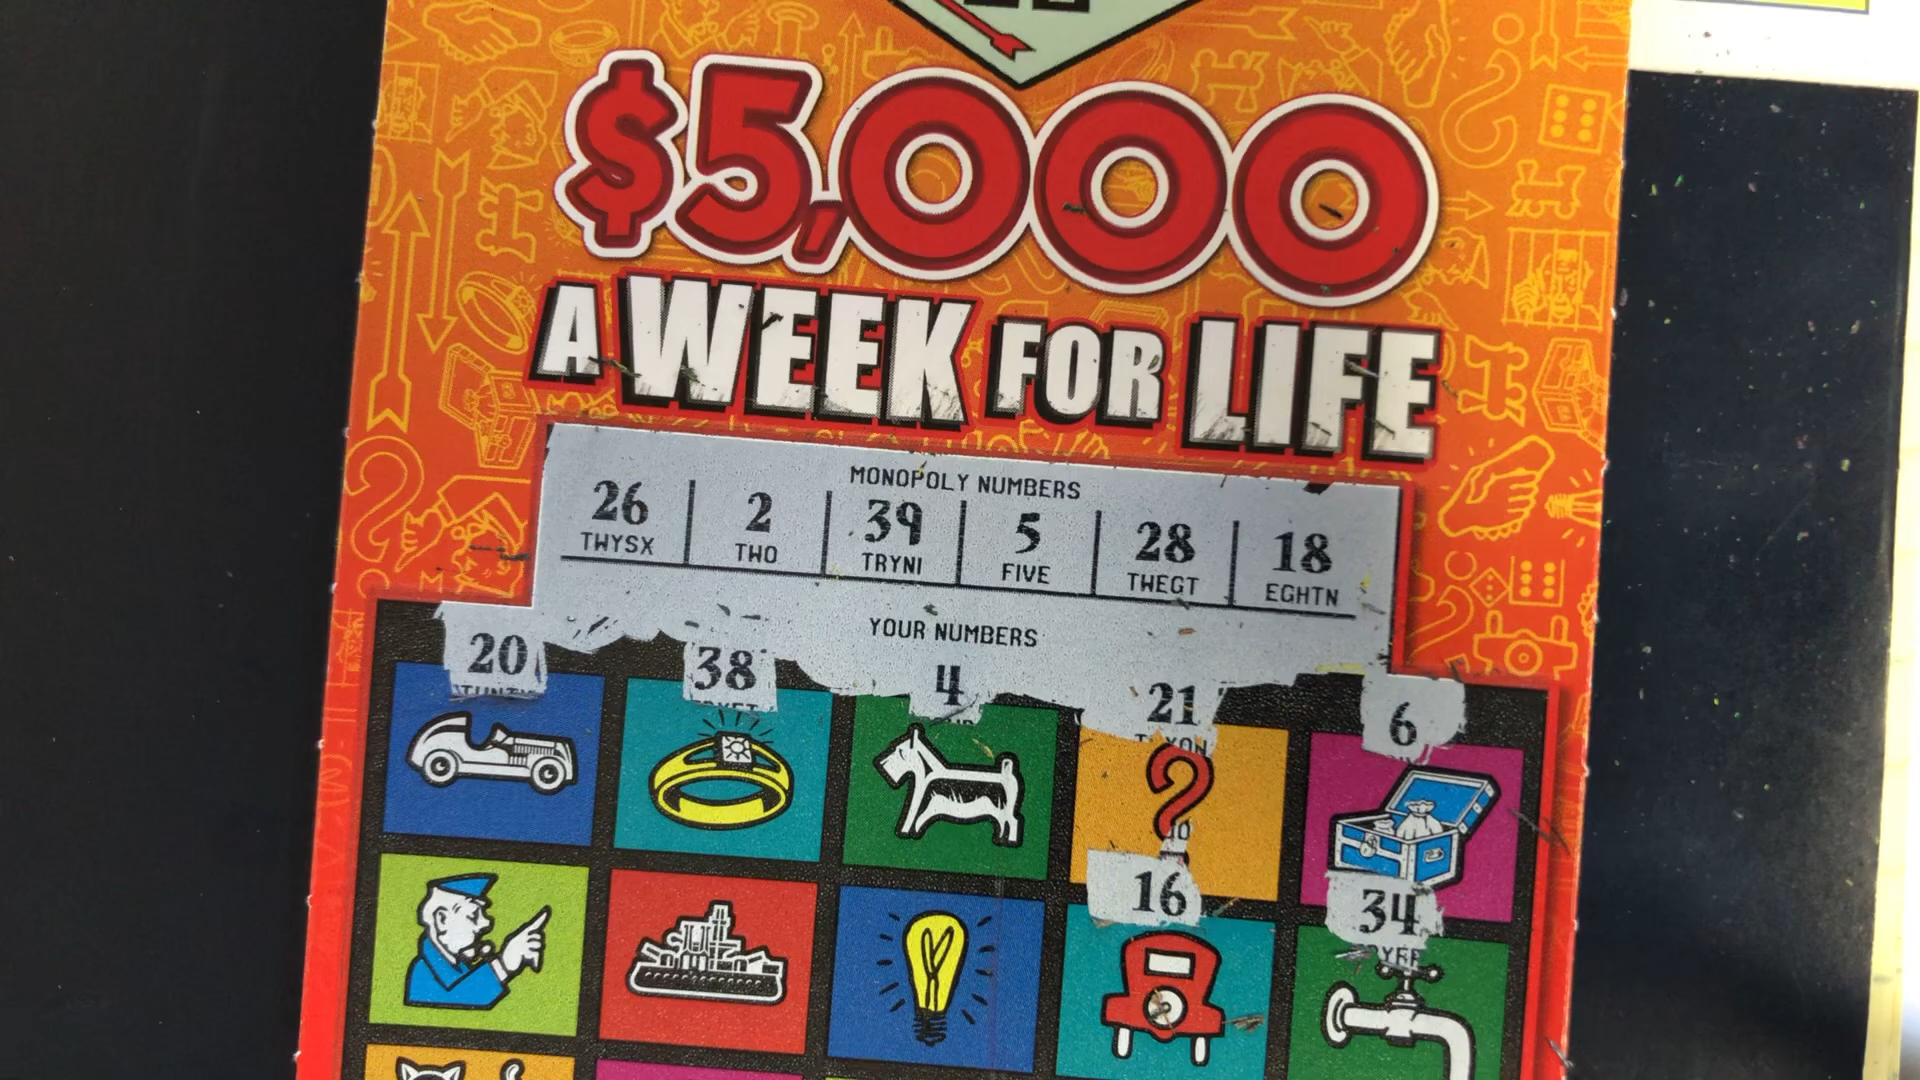 $5,000
A WEEK FOR LIFE
MONOPOLY NUMBERS
26 2 39 5 28 18
TWYSX TWO TRYNI FIVE TWEGT EGHTN
YOUR NUMBERS
20 38 4 21 6
16 34